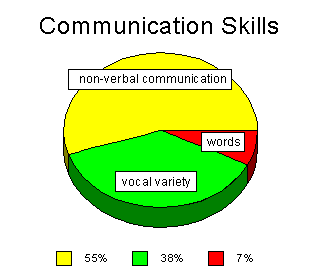 Communication Skills
non-verbal communication
words
vocal variety
55% 38% 7%